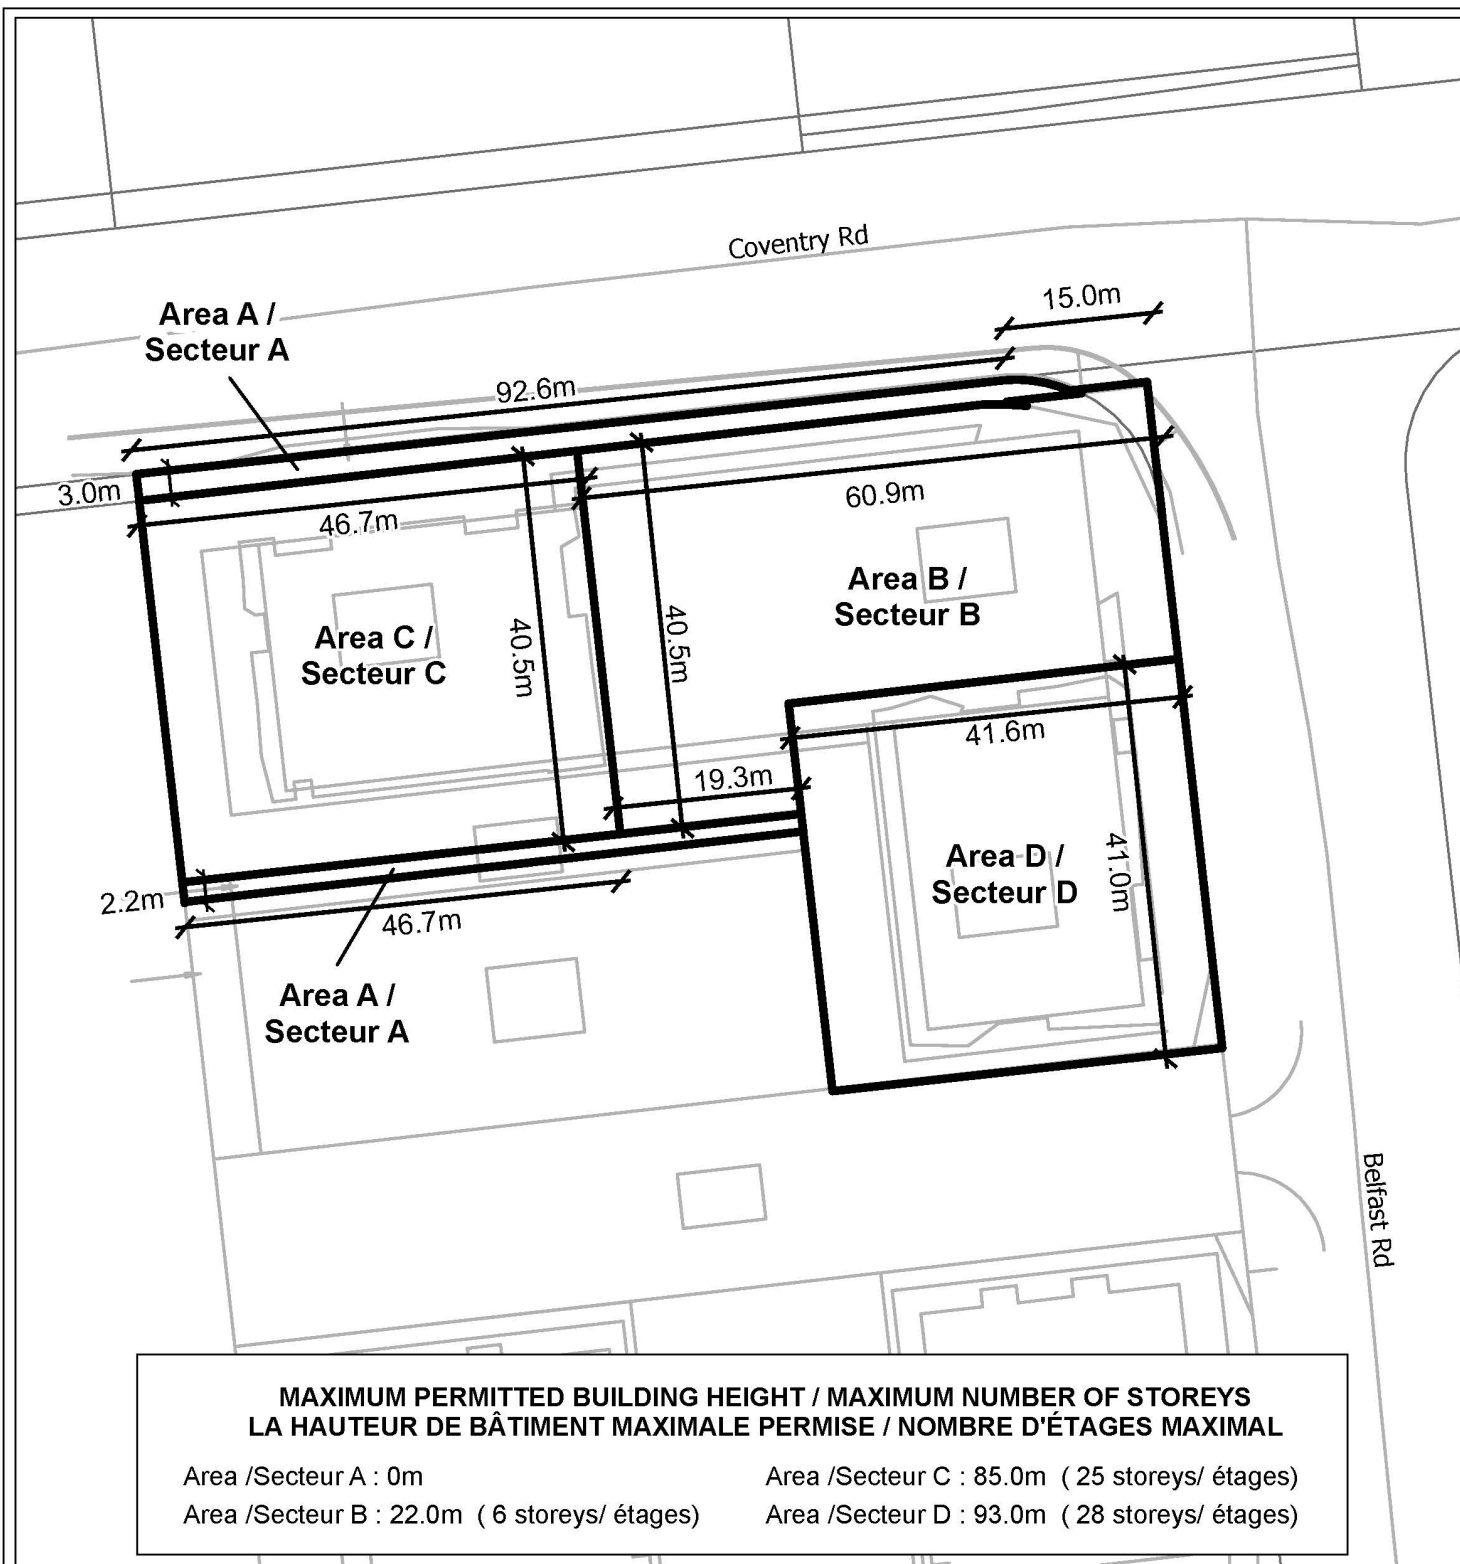 Coventry Rd
15.0m
Area A /
Secteur A
92.6m
3.0m
46.7m
60.9m
Area B /
Secteur B
40.5m
40.5m
Area C /
Secteur C
41.6m
19.3m
Area D /
Secteur D
41.0m
2.2m
46.7m
Area A /
Secteur A
Belfast Rd
MAXIMUM PERMITTED BUILDING HEIGHT / MAXIMUM NUMBER OF STOREYS
LA HAUTEUR DE BÂTIMENT MAXIMALE PERMISE / NOMBRE D'ÉTAGES MAXIMAL
Area /Secteur A : 0m
Area /Secteur B : 22.0m ( 6 storeys/ étages)
Area /Secteur C : 85.0m ( 25 storeys/ étages)
Area /Secteur D : 93.0m ( 28 storeys/ étages)